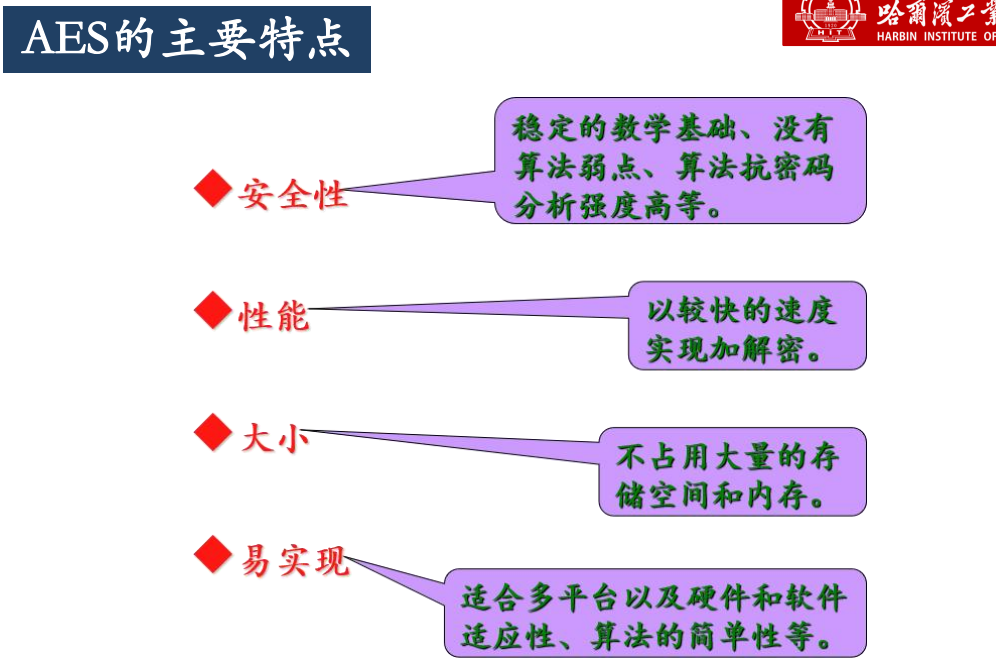 AES的主要特点
哈爾濱工業
HARBIN INSTITUTE OF
1920
HIT
安全性
稳定的数学基础、没有
算法弱点、算法抗密码
分析强度高等。
性能
以较快的速度
实现加解密。
大小
不占用大量的存
储空间和内存。
易实现
适合多平台以及硬件和软件
适应性、算法的简单性等。